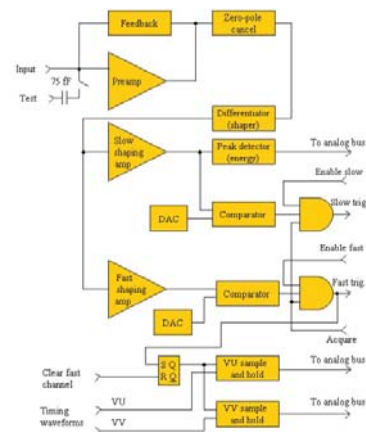 Feedback
Zero-pole
cancel
Input
75 fF
Test
Preamp
Differentiator
(shaper)
Slow
shaping
amp
Peak detector
(energy)
To analog bus
Enable slow
DAC
Comparator
Slow trig.
Enable fast
Fast
shaping
amp
Comparator
Fast trig.
DAC
Acquire
Clear fast
channel
S Q
R Q
VU sample
and hold
To analog bus
Timing
waveforms
VU
VV
VV sample
and hold
To analog bus